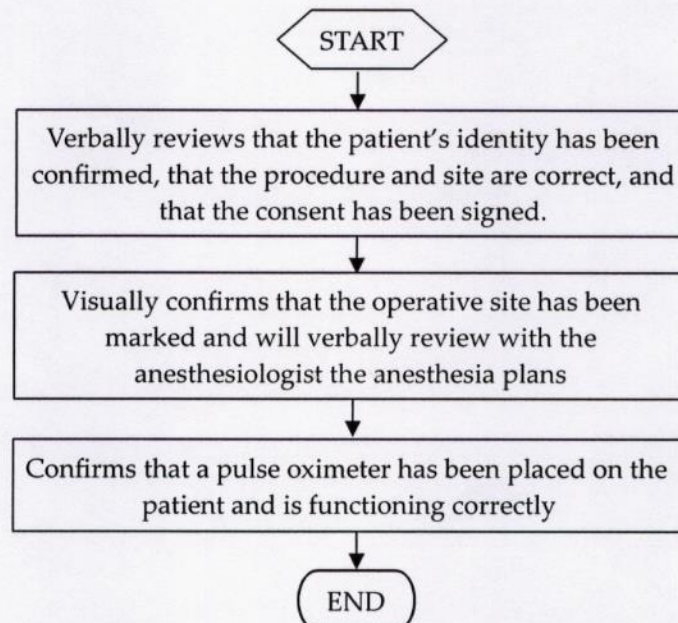 START
Verbally reviews that the patient's identity has been
confirmed, that the procedure and site are correct, and
that the consent has been signed.
Visually confirms that the operative site has been
marked and will verbally review with the
anesthesiologist the anesthesia plans
Confirms that a pulse oximeter has been placed on the
patient and is functioning correctly
END